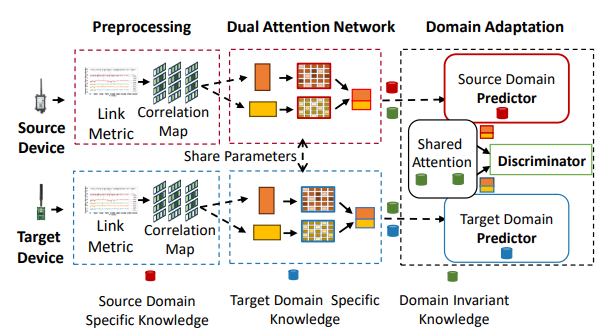 Preprocessing
Dual Attention Network
Domain Adaptation
Source
Device
Link
Metric
Correlation
Map
Source Domain
Predictor
Shared
Attention
Discriminator
Share Parameters
Target
Device
Link
Metric
Correlation
Map
Target Domain
Predictor
Source Domain
Specific Knowledge
Target Domain Specific
Knowledge
Domain Invariant
Knowledge